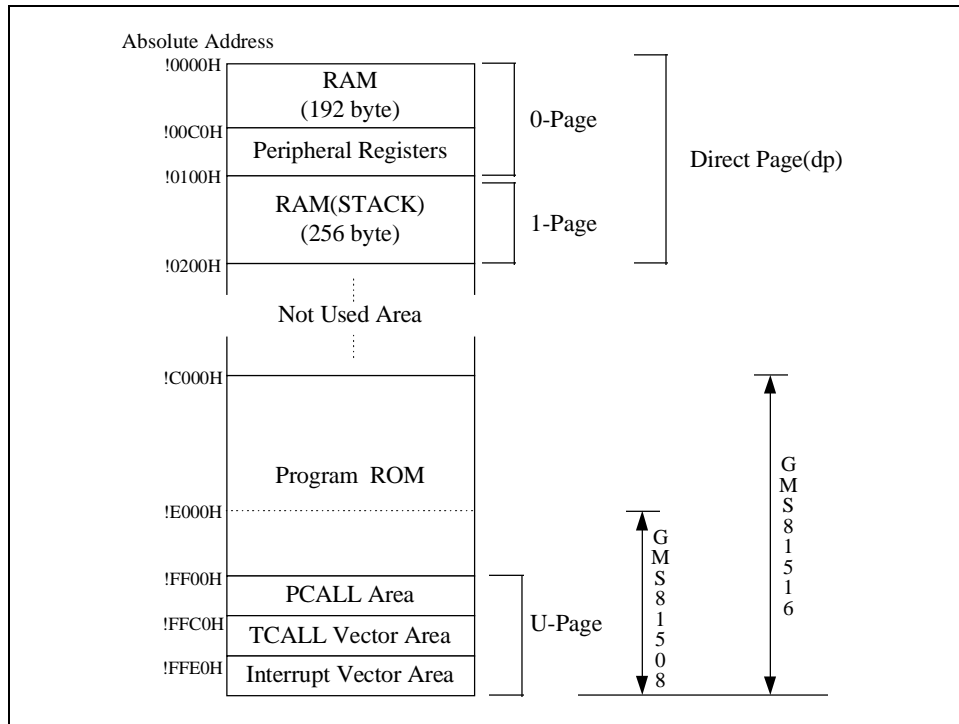 Absolute Address
!0000H
RAM
(192 byte)
0-Page
!00C0H
Peripheral Registers
Direct Page(dp)
!0100H
RAM(STACK)
(256 byte)
1-Page
!0200H
Not Used Area
!C000H
Program ROM
!E000H
GMS81508
GMS81516
!FF00H
PCALL Area
!FFC0H
TCALL Vector Area
U-Page
!FFE0H
Interrupt Vector Area